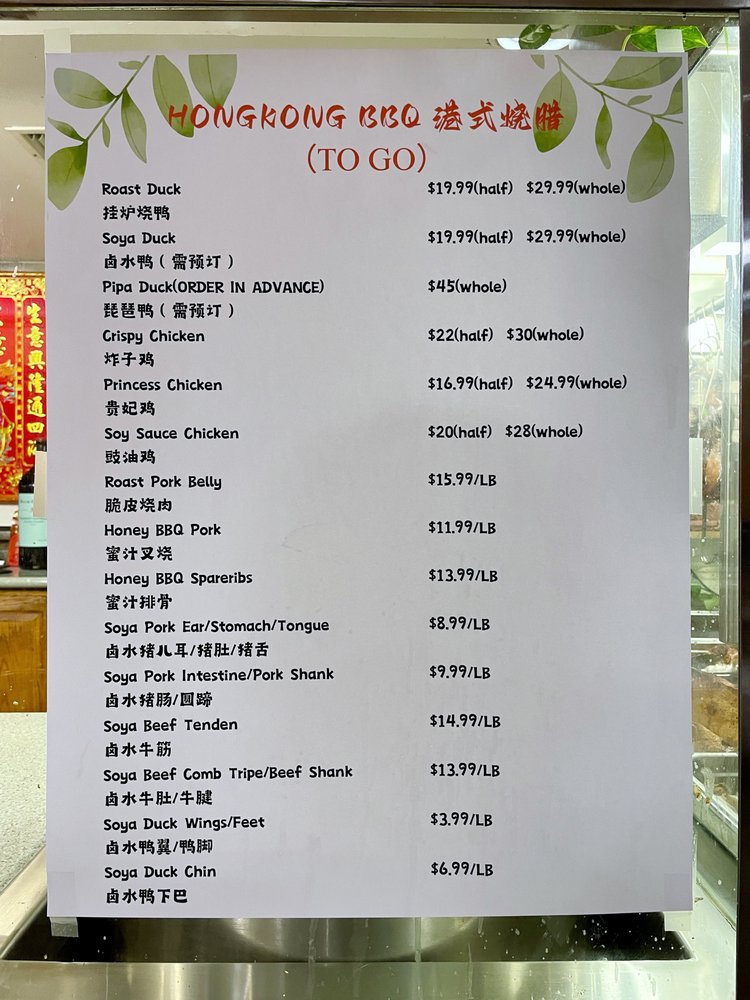 HONGKONG BBQ 港式烧腊
(TO GO)
Roast Duck $19.99(half) $29.99(whole)
挂炉烧鸭
Soya Duck $19.99(half) $29.99(whole)
卤水鸭(需预订)
Pipa Duck(ORDER IN ADVANCE) $45(whole)
琵琶鸭(需预订)
Crispy Chicken $22(half) $30(whole)
炸子鸡
Princess Chicken $16.99(half) $24.99(whole)
贵妃鸡
Soy Sauce Chicken $20(half) $28(whole)
豉油鸡
Roast Pork Belly $15.99/LB
脆皮烧肉
Honey BBQ Pork $11.99/LB
蜜汁叉烧
Honey BBQ Spareribs $13.99/LB
蜜汁排骨
Soya Pork Ear/Stomach/Tongue $8.99/LB
卤水猪儿耳/猪肚/猪舌
Soya Pork Intestine/Pork Shank $9.99/LB
卤水猪肠/圆蹄
Soya Beef Tenden $14.99/LB
卤水牛筋
Soya Beef Comb Tripe/Beef Shank $13.99/LB
卤水牛肚/牛腱
Soya Duck Wings/Feet $3.99/LB
卤水鸭翼/鸭脚
Soya Duck Chin $6.99/LB
卤水鸭下巴
生意興隆通四